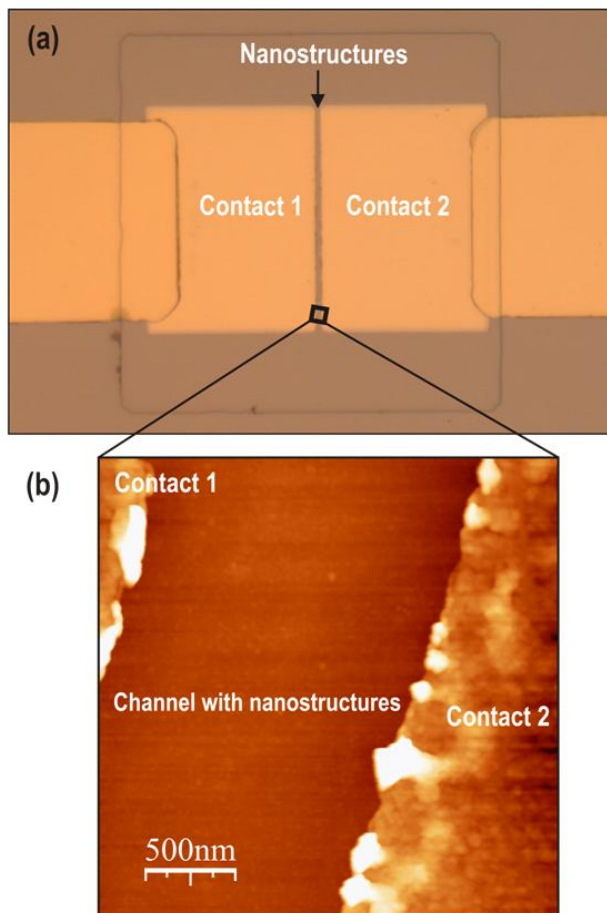 (a)
Nanostructures
Contact 1
Contact 2
(b)
Contact 1
Channel with nanostructures
Contact 2
500nm